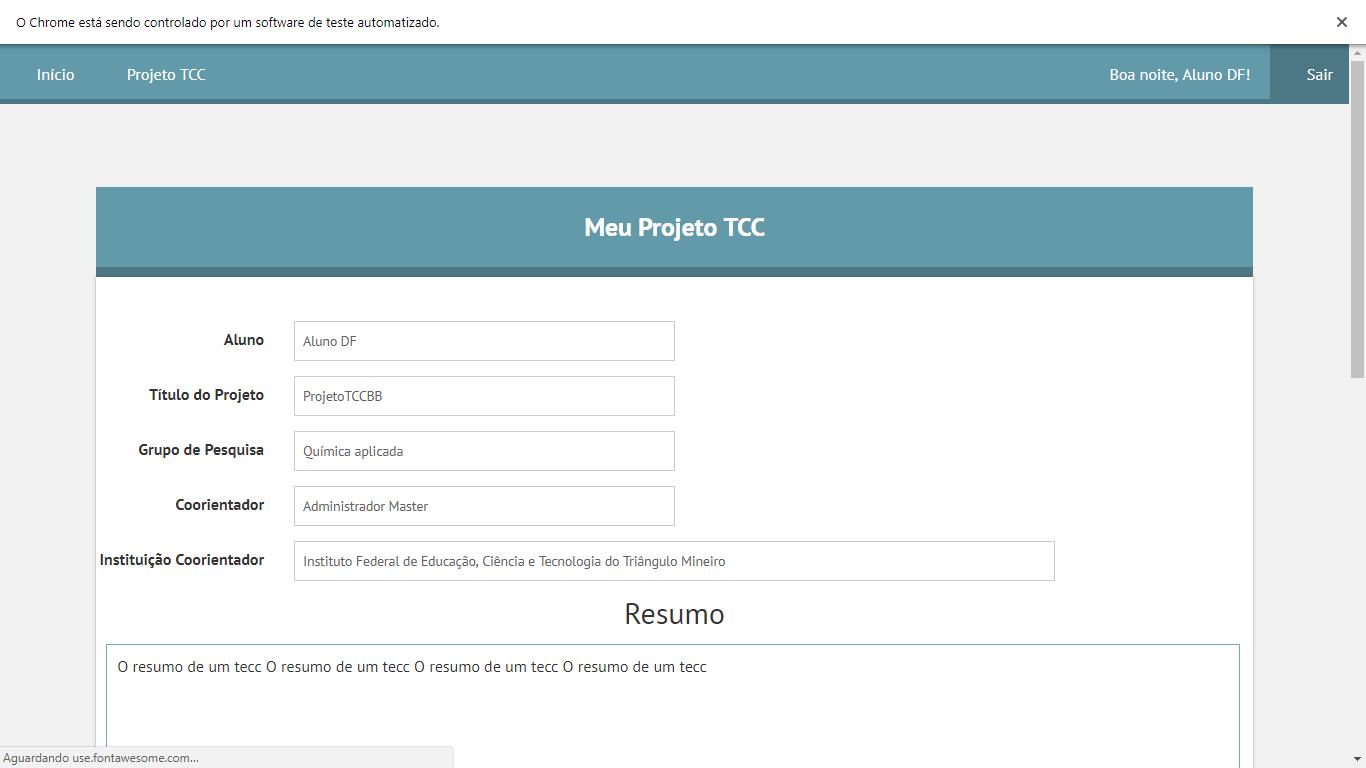 O Chrome está sendo controlado por um software de teste automatizado.
Início Projeto TCC Boa noite, Aluno DF! Sair
Meu Projeto TCC
Aluno Aluno DF
Título do Projeto ProjetoTCCBB
Grupo de Pesquisa Química aplicada
Coorientador Administrador Master
Instituição Coorientador Instituto Federal de Educação, Ciência e Tecnologia do Triângulo Mineiro
Resumo
O resumo de um tecc O resumo de um tecc O resumo de um tecc O resumo de um tecc
Aguardando use.fontawesome.com...